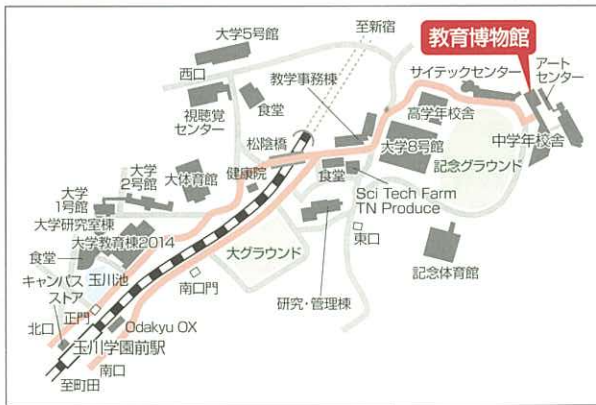 至新宿
大学5号館
教育博物館
西口
教学事務棟
サイテックセンター
アート
センター
視聴覚
センター
食堂
高学年校舎
松陰橋
中学年校舎
大学8号館
記念グラウンド
大学
2号館
大体育館
健康院
食堂
大学
1号館
Sci Tech Farm
TN Produce
大学研究室棟
大学教育棟2014
大グラウンド
東口
食堂
記念体育館
玉川池
キャンパス
ストア
南口門
研究・管理棟
正門
北口
Odakyu OX
玉川学園前駅
南口
至町田